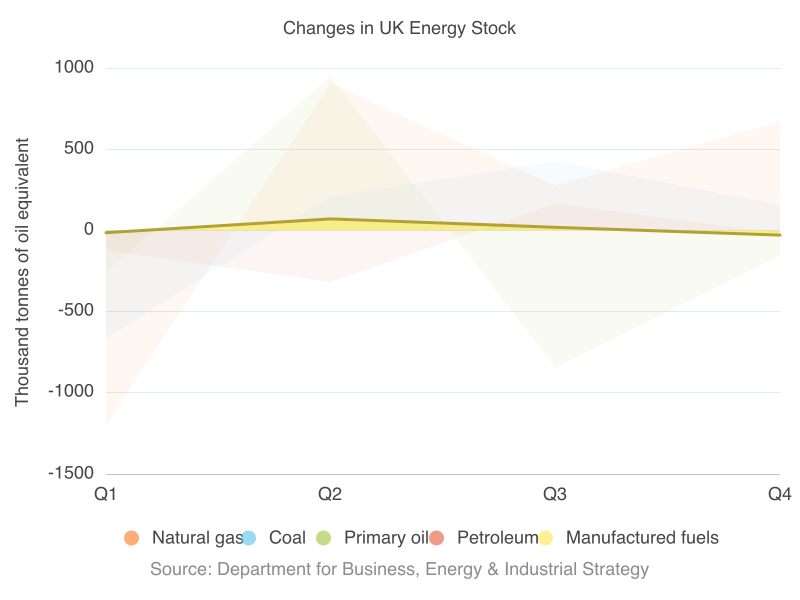 Changes in UK Energy Stock
Thousand tonnes of oil equivalent
1000
500
0
-500
-1000
-1500
Q1 Q2 Q3 Q4
Natural gas Coal Primary oil Petroleum Manufactured fuels
Source: Department for Business, Energy & Industrial Strategy